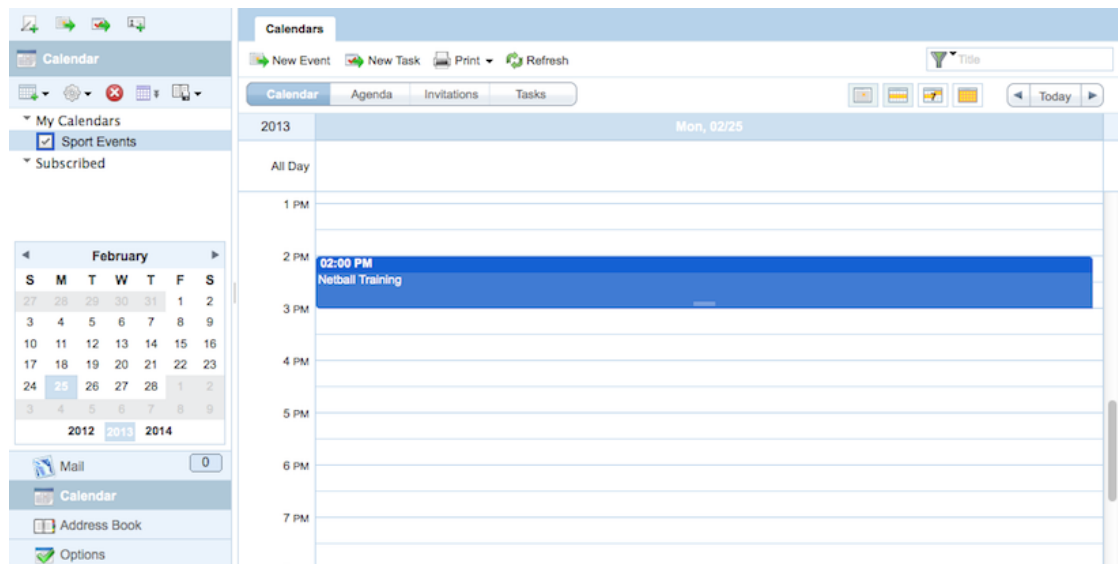 Calendars
Calendar
New Event New Task Print Refresh
Title
Calendar Agenda Invitations Tasks
7
Today
My Calendars
Sport Events
Subscribed
2013 Mon, 02/25
All Day
1 PM
2 PM
02:00 PM
Netball Training
3 PM
4 PM
5 PM
6 PM
7 PM
February
S M T W T F S
27 28 29 30 31 1 2
3 4 5 6 7 8 9
10 11 12 13 14 15 16
17 18 19 20 21 22 23
24 25 26 27 28 1 2
3 4 5 6 7 8 9
2012 2013 2014
Mail 0
Calendar
Address Book
Options